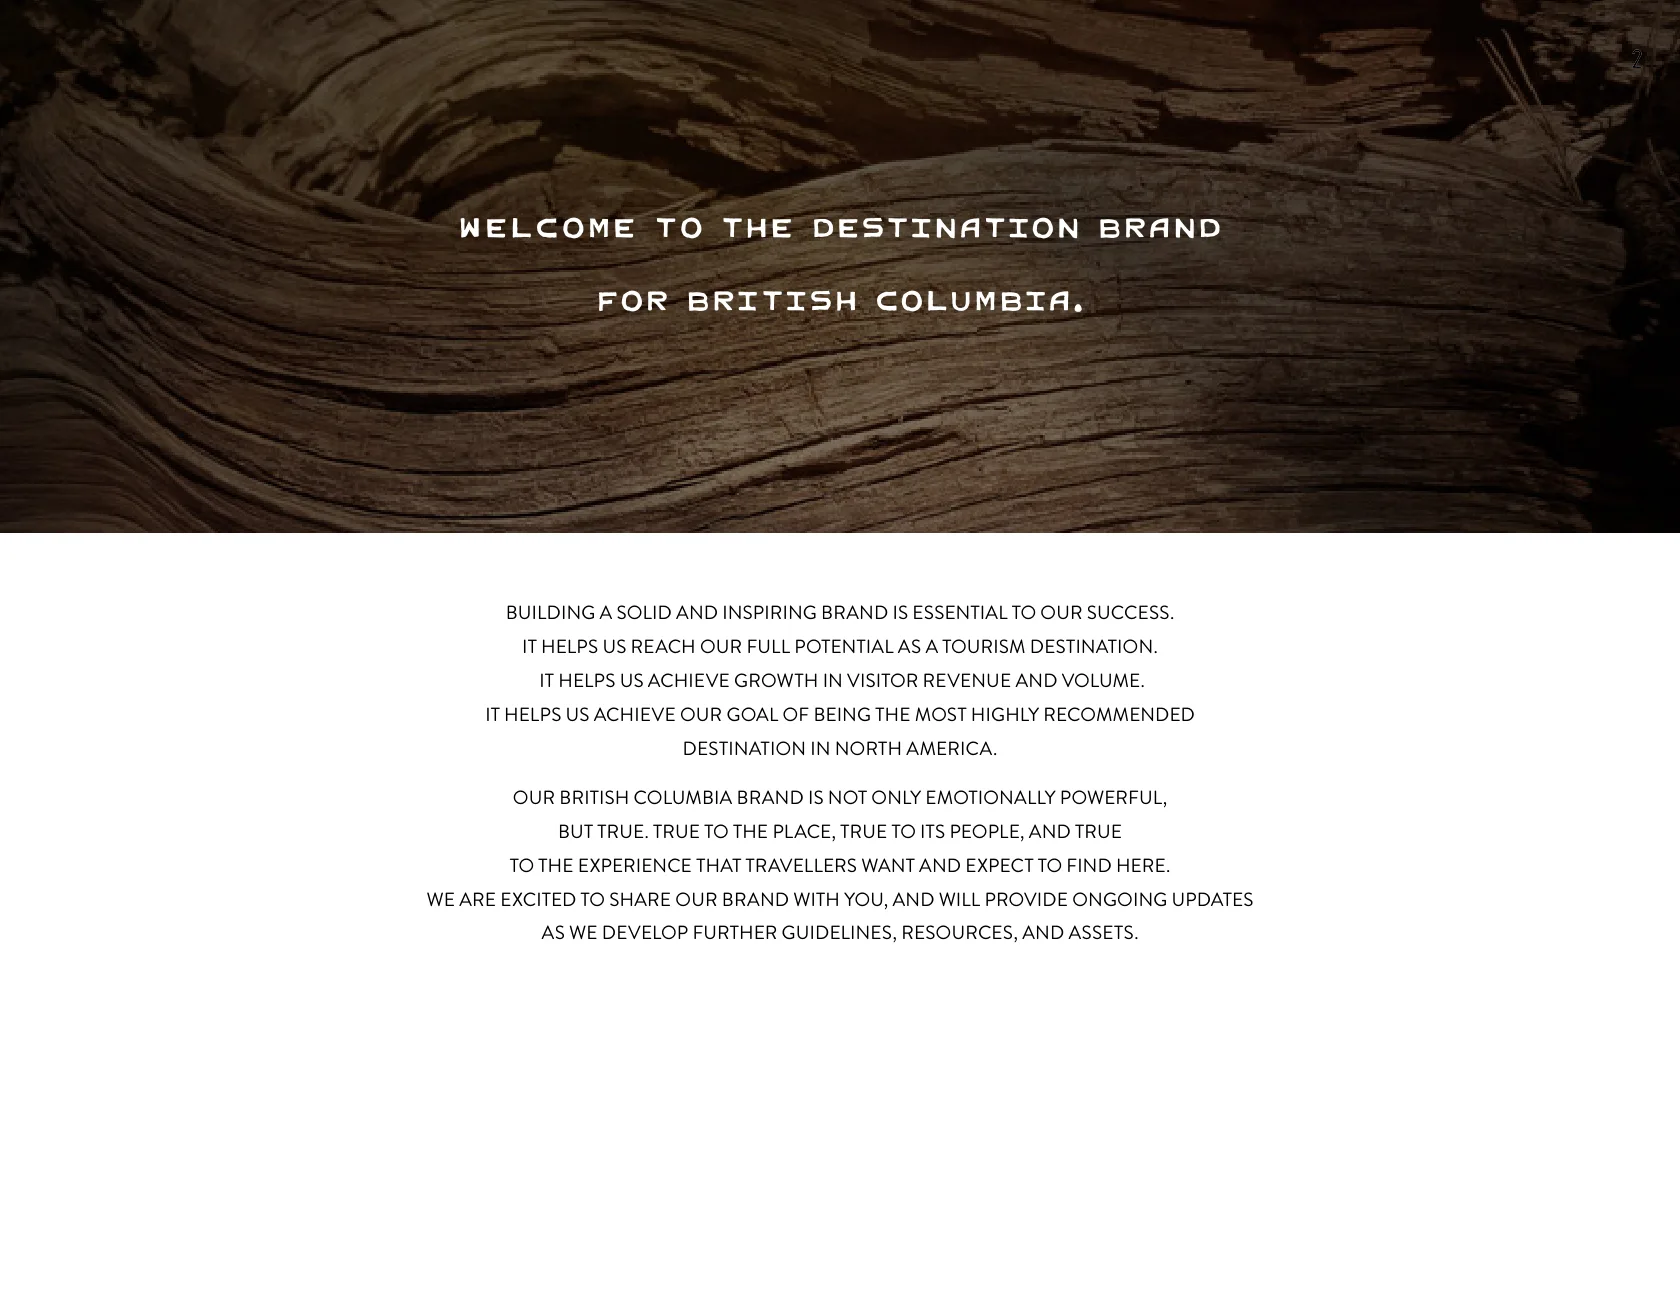 2
WELCOME TO THE DESTINATION BRAND
FOR BRITISH COLUMBIA.
BUILDING A SOLID AND INSPIRING BRAND IS ESSENTIAL TO OUR SUCCESS.
IT HELPS US REACH OUR FULL POTENTIAL AS A TOURISM DESTINATION.
IT HELPS US ACHIEVE GROWTH IN VISITOR REVENUE AND VOLUME.
IT HELPS US ACHIEVE OUR GOAL OF BEING THE MOST HIGHLY RECOMMENDED
DESTINATION IN NORTH AMERICA.
OUR BRITISH COLUMBIA BRAND IS NOT ONLY EMOTIONALLY POWERFUL,
BUT TRUE. TRUE TO THE PLACE, TRUE TO ITS PEOPLE, AND TRUE
TO THE EXPERIENCE THAT TRAVELLERS WANT AND EXPECT TO FIND HERE.
WE ARE EXCITED TO SHARE OUR BRAND WITH YOU, AND WILL PROVIDE ONGOING UPDATES
AS WE DEVELOP FURTHER GUIDELINES, RESOURCES, AND ASSETS.